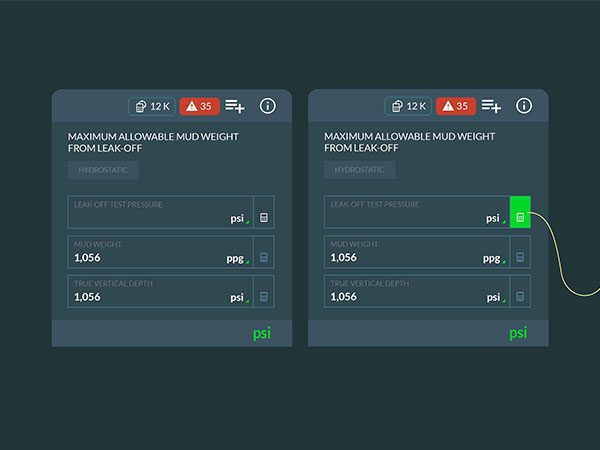 12 K
35
MAXIMUM ALLOWABLE MUD WEIGHT
FROM LEAK-OFF
HYDROSTATIC
LEAK-OFF TEST PRESSURE
psi
MUD WEIGHT
1,056 ppg
TRUE VERTICAL DEPTH
1,056 psi
psi
12 K
35
MAXIMUM ALLOWABLE MUD WEIGHT
FROM LEAK-OFF
HYDROSTATIC
LEAK-OFF TEST PRESSURE
psi
MUD WEIGHT
1,056 ppg
TRUE VERTICAL DEPTH
1,056 psi
psi